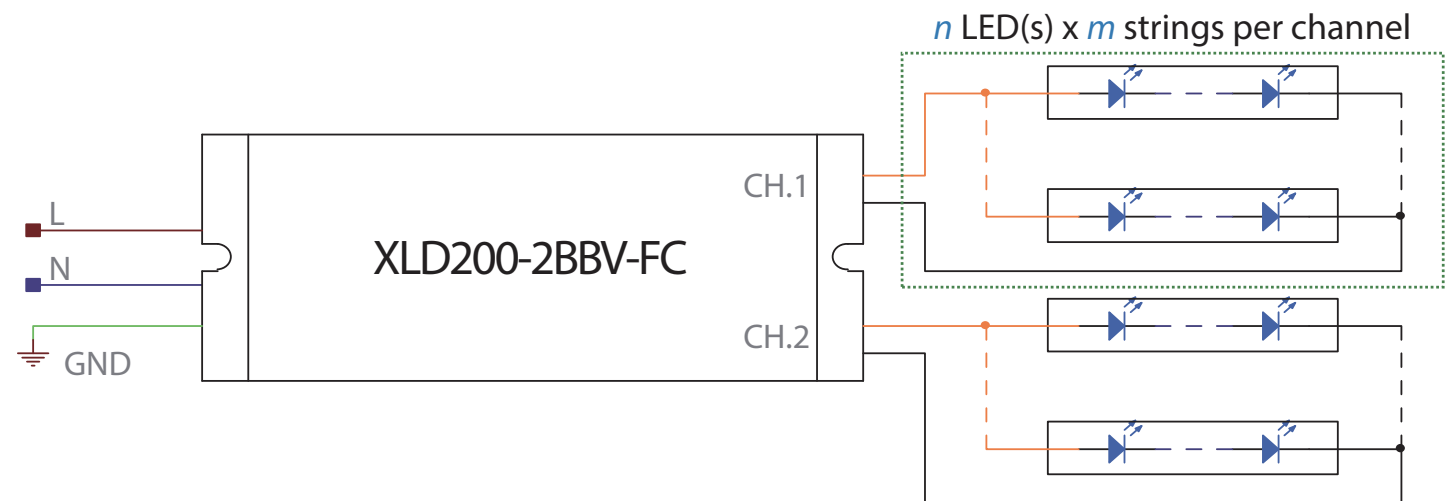 n LED(s) x m strings per channel
L
N
GND
XLD200-2BBV-FC
CH.1
CH.2